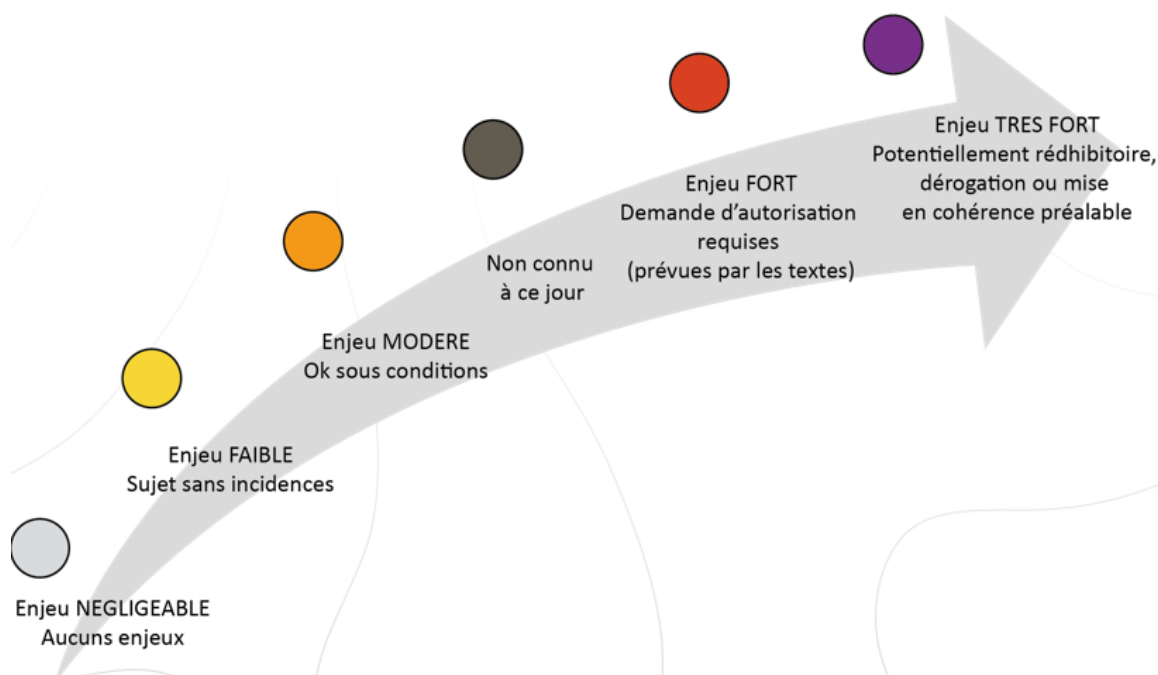 Enjeu TRES FORT
Potentiellement rédhibitoire,
dérogation ou mise
en cohérence préalable
Enjeu FORT
Demande d'autorisation
requises
(prévues par les textes)
Non connu
à ce jour
Enjeu MODERE
Ok sous conditions
Enjeu FAIBLE
Sujet sans incidences
Enjeu NEGLIGEABLE
Aucuns enjeux